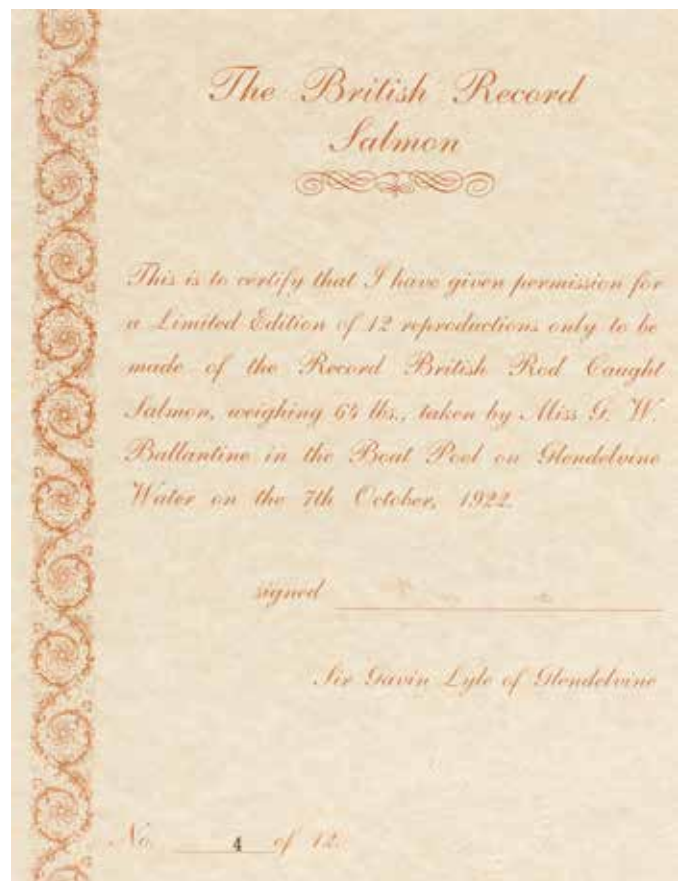 The British Record
Salmon
This is to certify that I have given permission for
a Limited Edition of 12 reproductions only to be
made of the Record British Rod Caught
Salmon, weighing 64 lbs., taken by Miss G. W.
Ballantine in the Boat Pool on Glendelvine
Water on the 7th October, 1922.
signed
Sir Gavin Lyle of Glendelvine
No. 4 of 12.